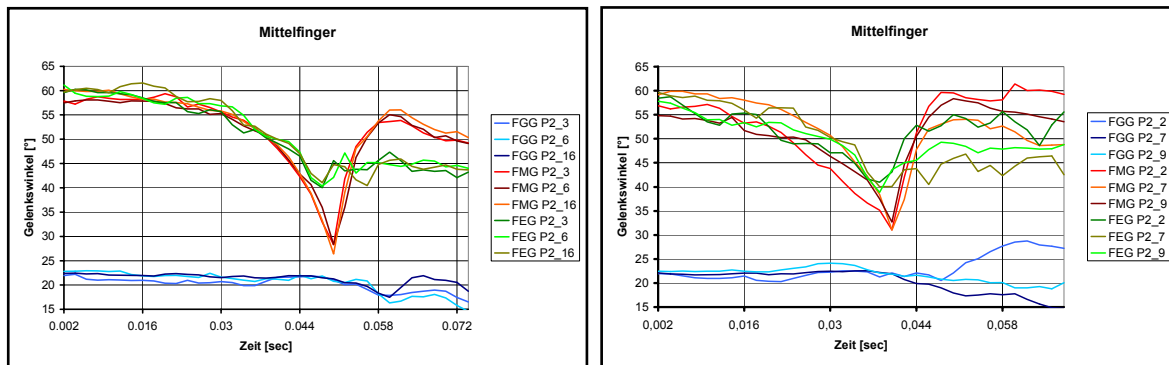 Mittelfinger
Gelenkswinkel [°]
65
60
55
50
45
40
35
30
25
20
15
0.002
0.016
0.03
0.044
0.058
0.072
Zeit [sec]
FGG P2_3
FGG P2_6
FGG P2_16
FMG P2_3
FMG P2_6
FMG P2_16
FEG P2_3
FEG P2_6
FEG P2_16
Mittelfinger
Gelenkswinkel [°]
65
60
55
50
45
40
35
30
25
20
15
0,002
0,016
0,03
0,044
0,058
Zeit [sec]
FGG P2_2
FGG P2_7
FGG P2_9
FMG P2_2
FMG P2_7
FMG P2_9
FEG P2_2
FEG P2_7
FEG P2_9